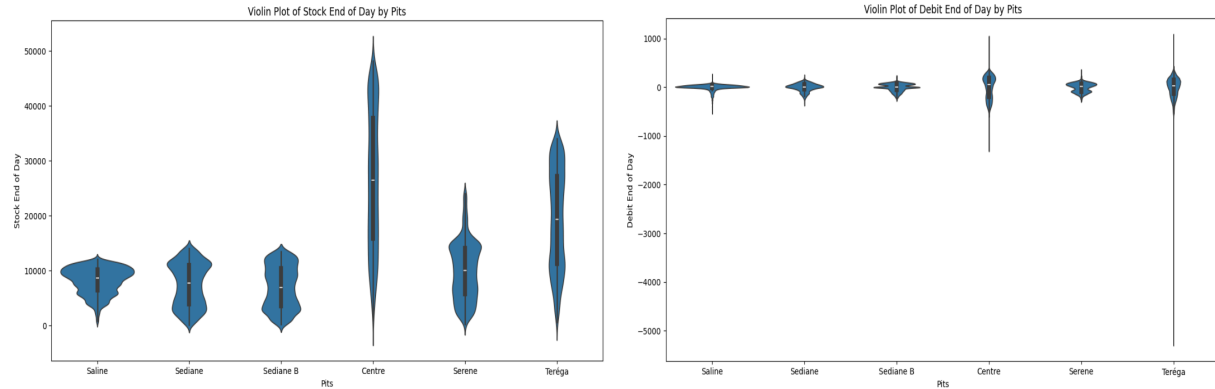 Violin Plot of Stock End of Day by Pits
50000
40000
30000
20000
10000
0
Stock End of Day
Saline Sediane Sediane B Centre Serene Teréga
Pits
Violin Plot of Debit End of Day by Pits
1000
0
−1000
−2000
−3000
−4000
−5000
Debit End of Day
Saline Sediane Sediane B Centre Serene Teréga
Pits